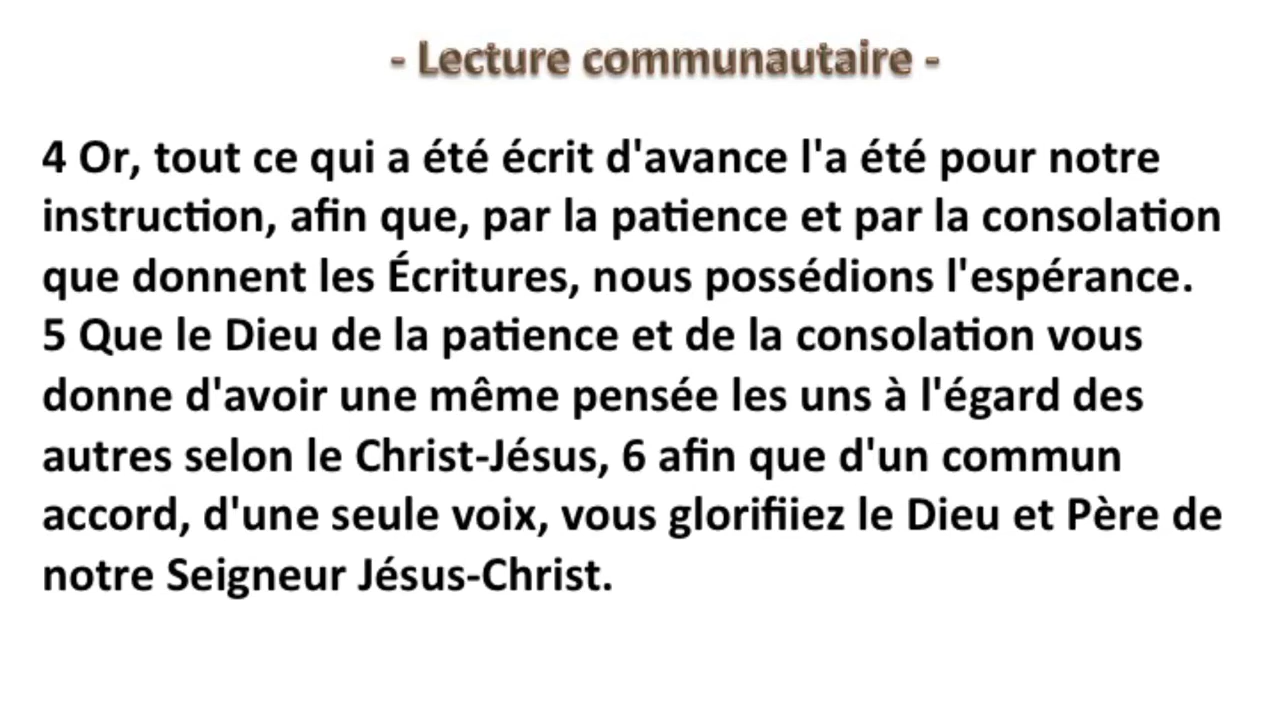 - Lecture communautaire -
4 Or, tout ce qui a été écrit d'avance l'a été pour notre
instruction, afin que, par la patience et par la consolation
que donnent les Écritures, nous possédions l'espérance.
5 Que le Dieu de la patience et de la consolation vous
donne d'avoir une même pensée les uns à l'égard des
autres selon le Christ-Jésus, 6 afin que d'un commun
accord, d'une seule voix, vous glorifiiez le Dieu et Père de
notre Seigneur Jésus-Christ.